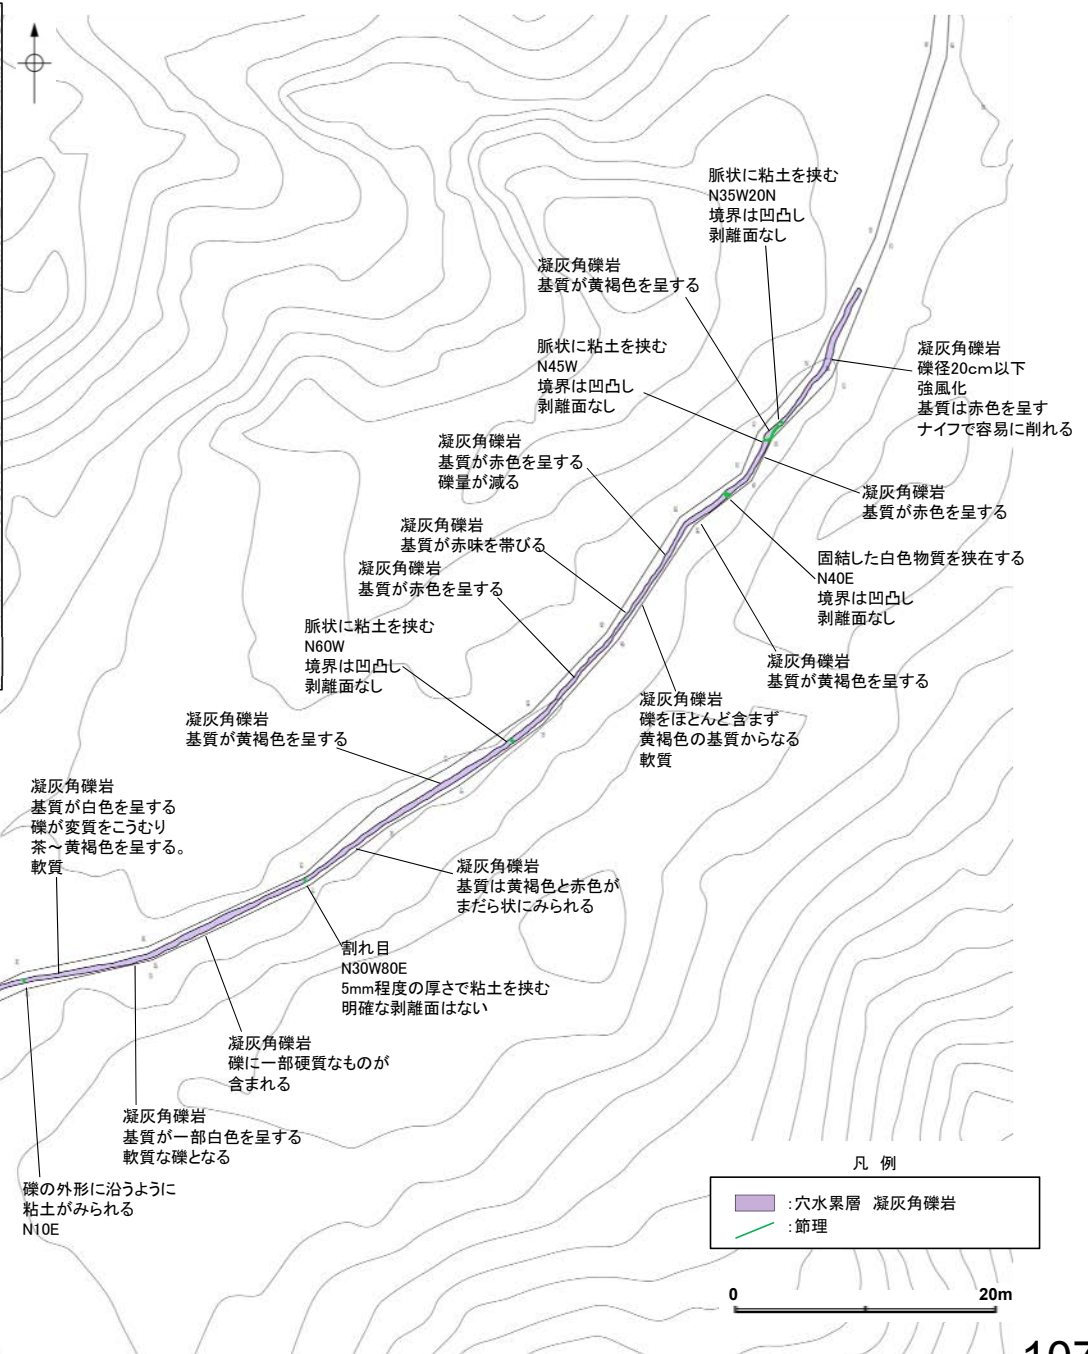 脈状に粘土を挟む
N35W20N
境界は凹凸し
剥離面なし
凝灰角礫岩
基質が黄褐色を呈する
脈状に粘土を挟む
N45W
境界は凹凸し
剥離面なし
凝灰角礫岩
礫径20cm以下
強風化
基質は赤色を呈す
ナイフで容易に削れる
凝灰角礫岩
基質が赤色を呈する
礫量が減る
凝灰角礫岩
基質が赤色を呈する
凝灰角礫岩
基質が赤味を帯びる
凝灰角礫岩
基質が赤色を呈する
固結した白色物質を狭在する
N40E
境界は凹凸し
剥離面なし
脈状に粘土を挟む
N60W
境界は凹凸し
剥離面なし
凝灰角礫岩
基質が黄褐色を呈する
凝灰角礫岩
礫をほとんど含まず
黄褐色の基質からなる
軟質
凝灰角礫岩
基質が黄褐色を呈する
凝灰角礫岩
基質が白色を呈する
礫が変質をこうむり
茶～黄褐色を呈する。
軟質
凝灰角礫岩
基質は黄褐色と赤色が
まだら状にみられる
割れ目
N30W80E
5mm程度の厚さで粘土を挟む
明確な剥離面はない
凝灰角礫岩
礫に一部硬質なものが
含まれる
凝灰角礫岩
基質が一部白色を呈する
軟質な礫となる
礫の外形に沿うように
粘土がみられる
N10E
凡 例
:穴水累層 凝灰角礫岩
:節理
0 20m